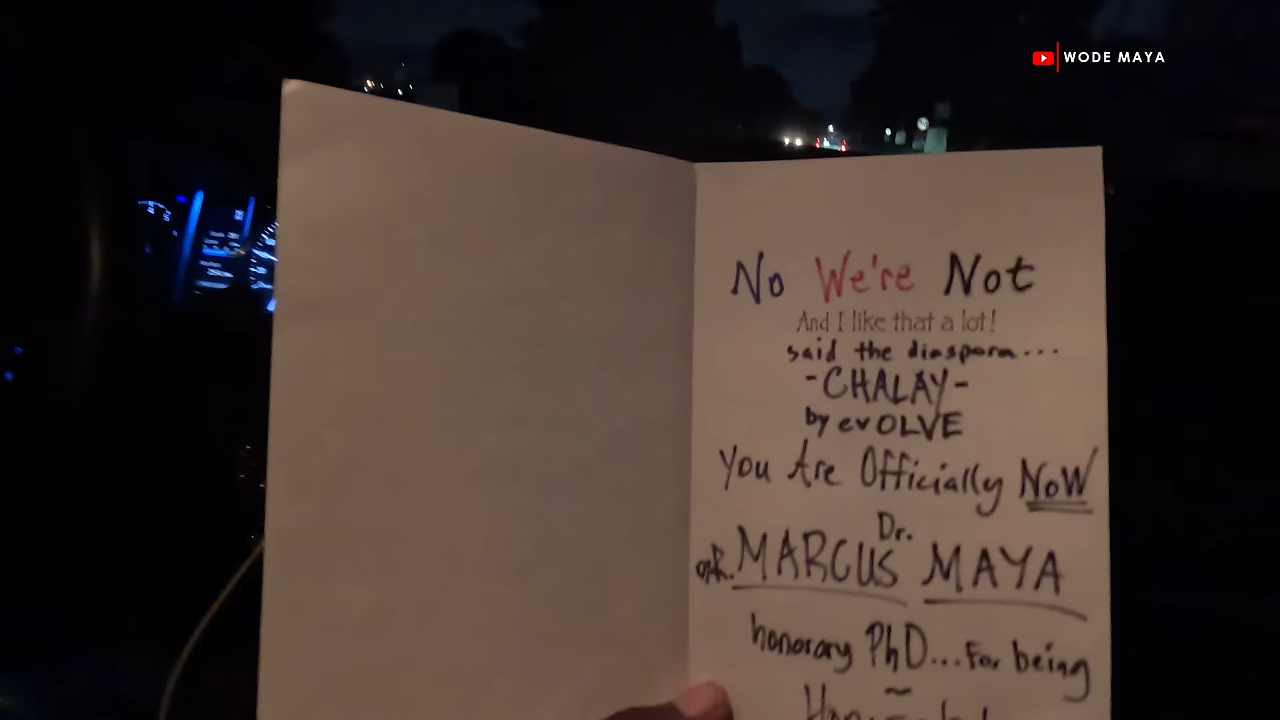 WODE MAYA
No We're Not
And I like that a lot!
said the diaspora...
-CHALAY-
by evOLVE
You Are Officially NoW
Dr.
MARCUS MAYA
honorary PhD...For being